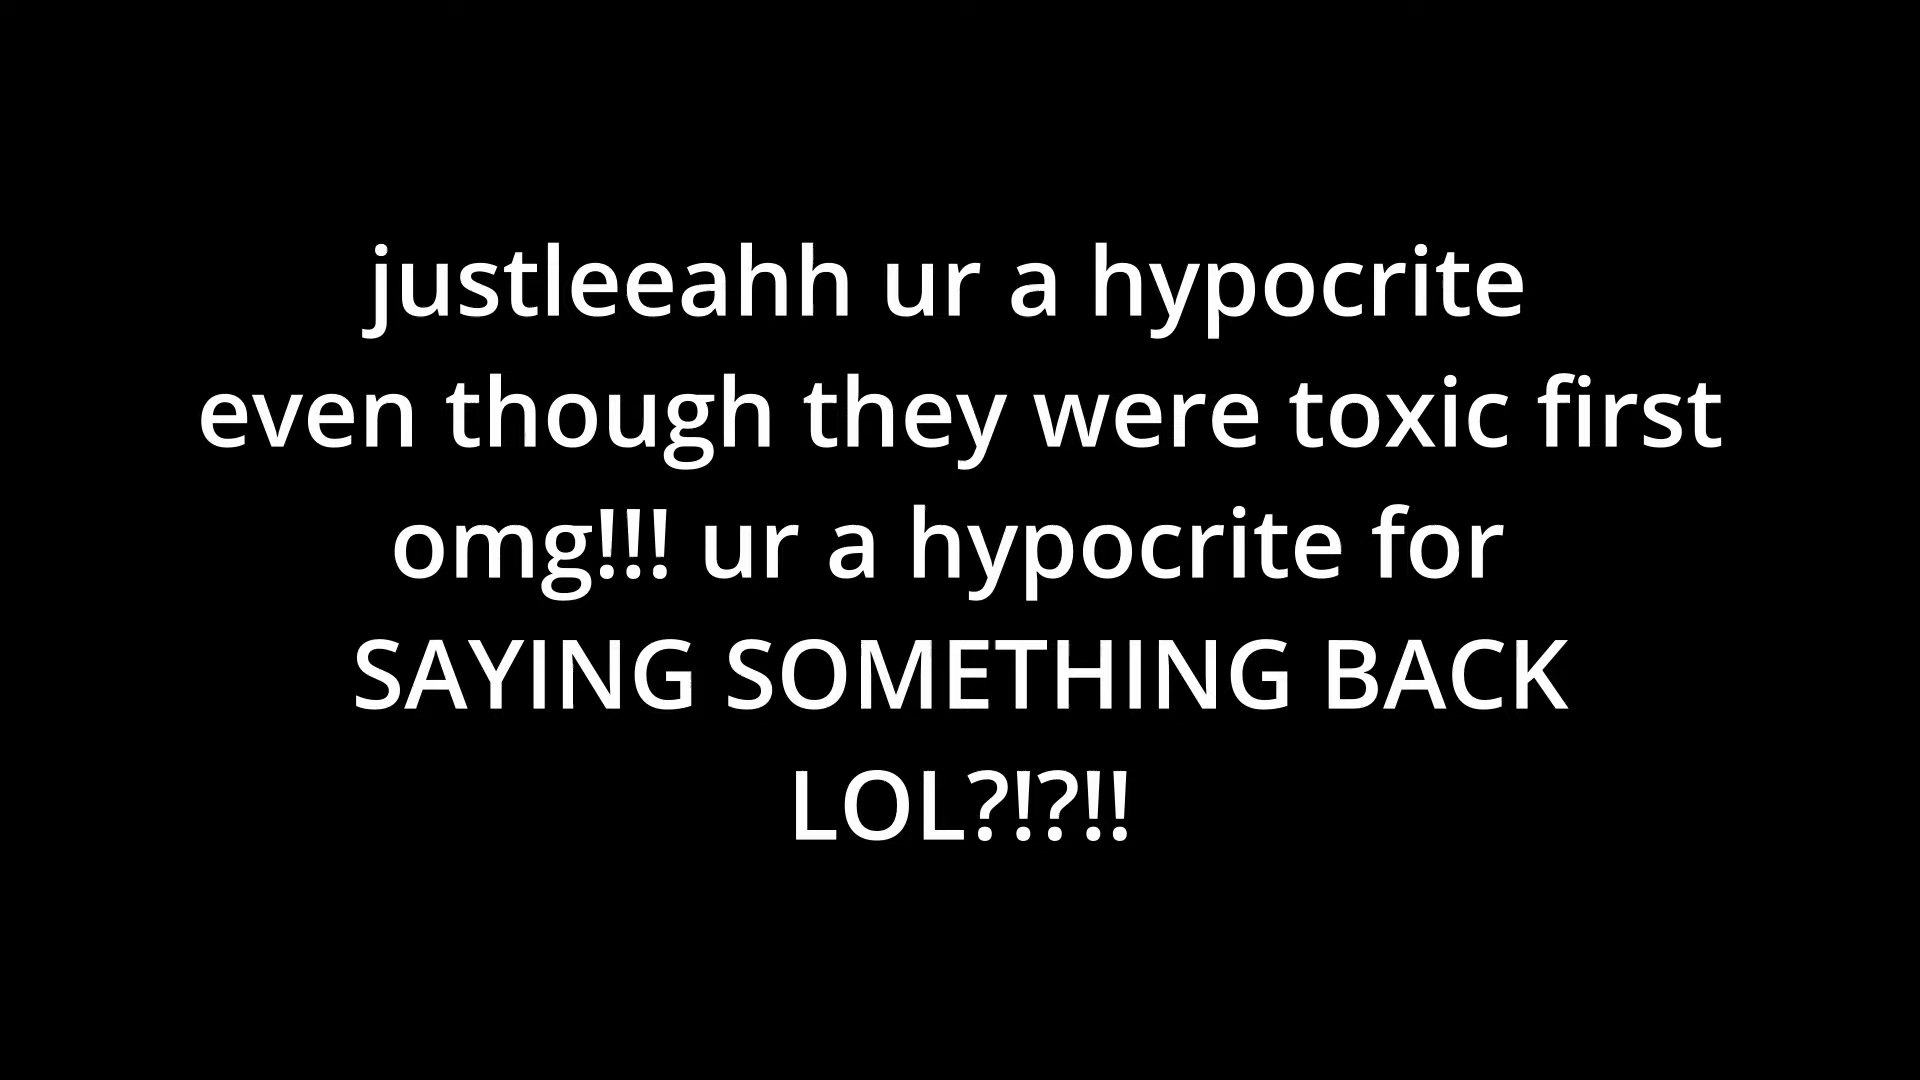 justleeahh ur a hypocrite
even though they were toxic first
omg!!! ur a hypocrite for
SAYING SOMETHING BACK
LOL?!?!!